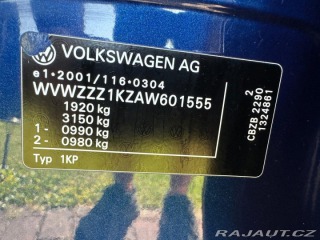 VOLKSWAGEN AG
e1*2001/116*0304
WVWZZZ1KZAW601555
1920 kg
3150 kg
1- 0990 kg
2- 0980 kg
Typ 1KP
2
CBZB 2290
1324861
RAJAUT.CZ